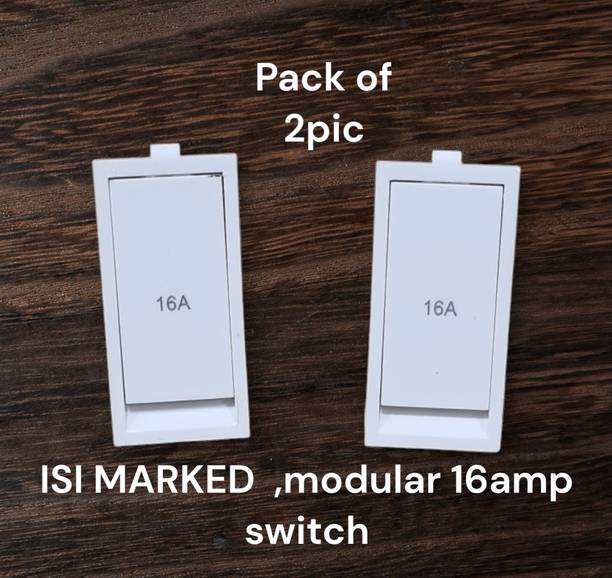 Pack of
2pic
16A
16A
ISI MARKED ,modular 16amp
switch